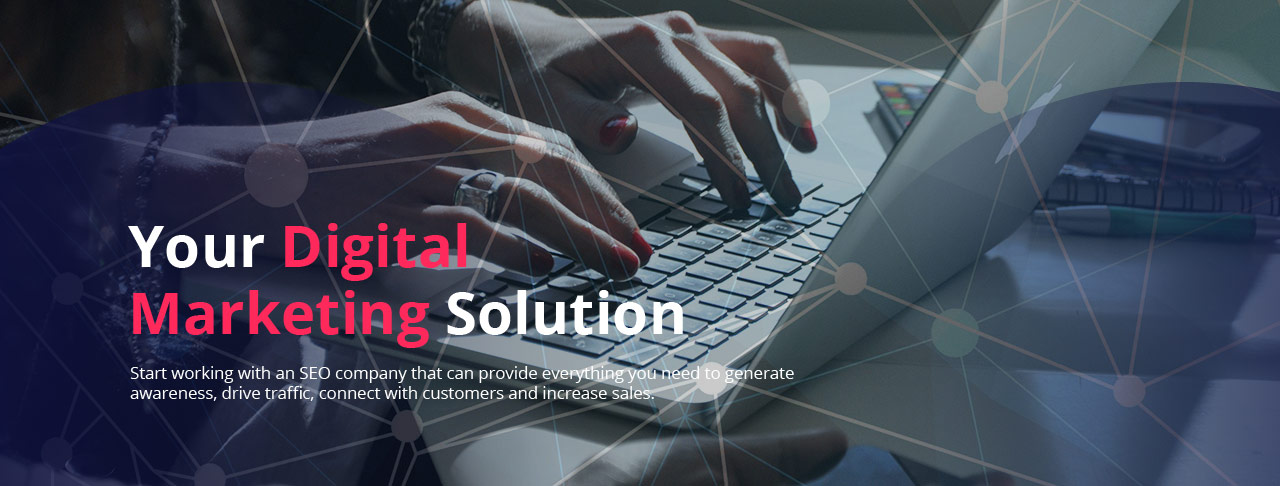 Your Digital
Marketing Solution
Start working with an SEO company that can provide everything you need to generate
awareness, drive traffic, connect with customers and increase sales.